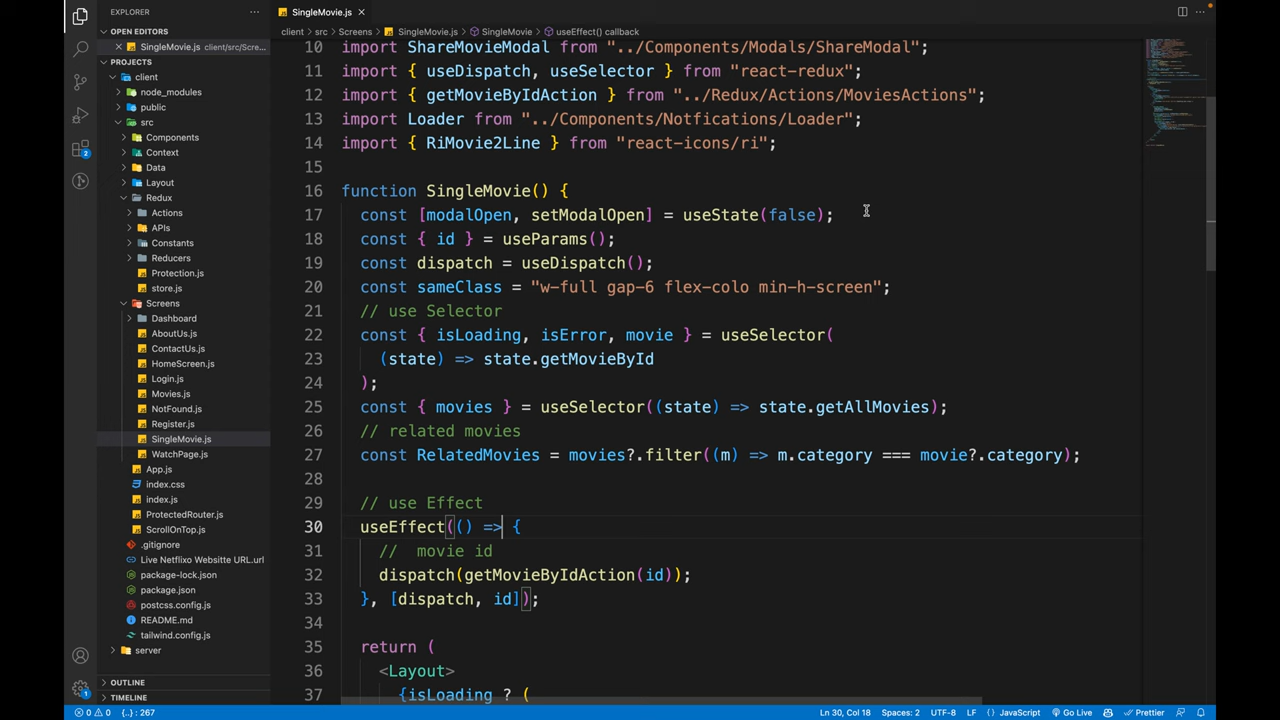 EXPLORER
SingleMovie.js
OPEN EDITORS
SingleMovie.js client/src/Scre...
PROJECTS
client
node_modules
public
src
Components
Context
Data
Layout
Redux
Actions
APIs
Constants
Reducers
Protection.js
store.js
Screens
Dashboard
AboutUs.js
ContactUs.js
HomeScreen.js
Login.js
Movies.js
NotFound.js
Register.js
SingleMovie.js
WatchPage.js
App.js
index.css
index.js
ProtectedRouter.js
ScrollOnTop.js
.gitignore
Live Netflixo Webstite URL.url
package-lock.json
package.json
postcss.config.js
README.md
tailwind.config.js
server
OUTLINE
TIMELINE
2
1
client > src > Screens > SingleMovie.js > SingleMovie > useEffect() callback
10 import ShareMovieModal from "../Components/Modals/ShareModal";
11 import { useDispatch, useSelector } from "react-redux";
12 import { getMovieByIdAction } from "../Redux/Actions/MoviesActions";
13 import Loader from "../Components/Notfications/Loader";
14 import { RiMovie2Line } from "react-icons/ri";
15
16 function SingleMovie() {
17 const [modalOpen, setModalOpen] = useState(false);
18 const { id } = useParams();
19 const dispatch = useDispatch();
20 const sameClass = "w-full gap-6 flex-colo min-h-screen";
21 // use Selector
22 const { isLoading, isError, movie } = useSelector(
23 (state) => state.getMovieById
24 );
25 const { movies } = useSelector((state) => state.getAllMovies);
26 // related movies
27 const RelatedMovies = movies?.filter((m) => m.category === movie?.category);
28
29 // use Effect
30 useEffect(() => {
31 // movie id
32 dispatch(getMovieByIdAction(id));
33 }, [dispatch, id]);
34
35 return (
36 <Layout>
37 {isLoading ? (
0 0 {..} : 267 Ln 30, Col 18 Spaces: 2 UTF-8 LF {} JavaScript Go Live Prettier